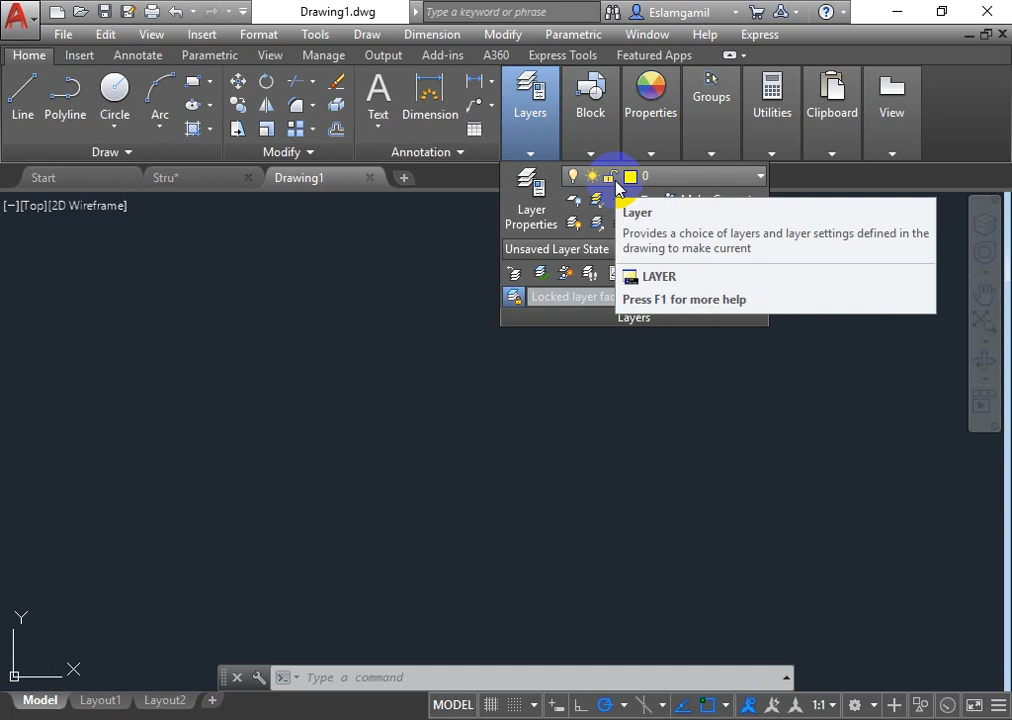 Drawing1.dwg
Type a keyword or phrase
Eslamgamil
File Edit View Insert Format Tools Draw Dimension Modify Parametric Window Help Express
Home Insert Annotate Parametric View Manage Output Add-ins A360 Express Tools Featured Apps
Line Polyline Circle Arc Text Dimension Layers Block Properties Groups Utilities Clipboard View
Draw Modify Annotation
Start Stru* Drawing1
0
[−][Top][2D Wireframe]
Layer
Properties
Unsaved Layer State
Locked layer
Layers
Layer
Provides a choice of layers and layer settings defined in the
drawing to make current
LAYER
Press F1 for more help
Y
X
Type a command
Model Layout1 Layout2
MODEL
1:1